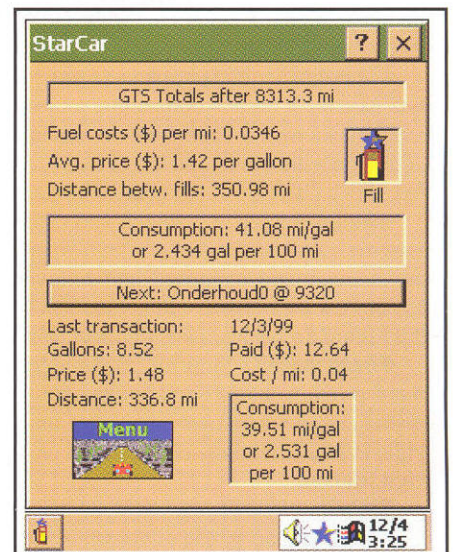 StarCar
GTS Totals after 8313.3 mi
Fuel costs ($) per mi: 0.0346
Avg. price ($): 1.42 per gallon
Distance betw. fills: 350.98 mi
Fill
Consumption: 41.08 mi/gal
or 2.434 gal per 100 mi
Next: Onderhoud0 @ 9320
Last transaction: 12/3/99
Gallons: 8.52 Paid ($): 12.64
Price ($): 1.48 Cost / mi: 0.04
Distance: 336.8 mi
Menu
Consumption:
39.51 mi/gal
or 2.531 gal
per 100 mi
12/4
3:25